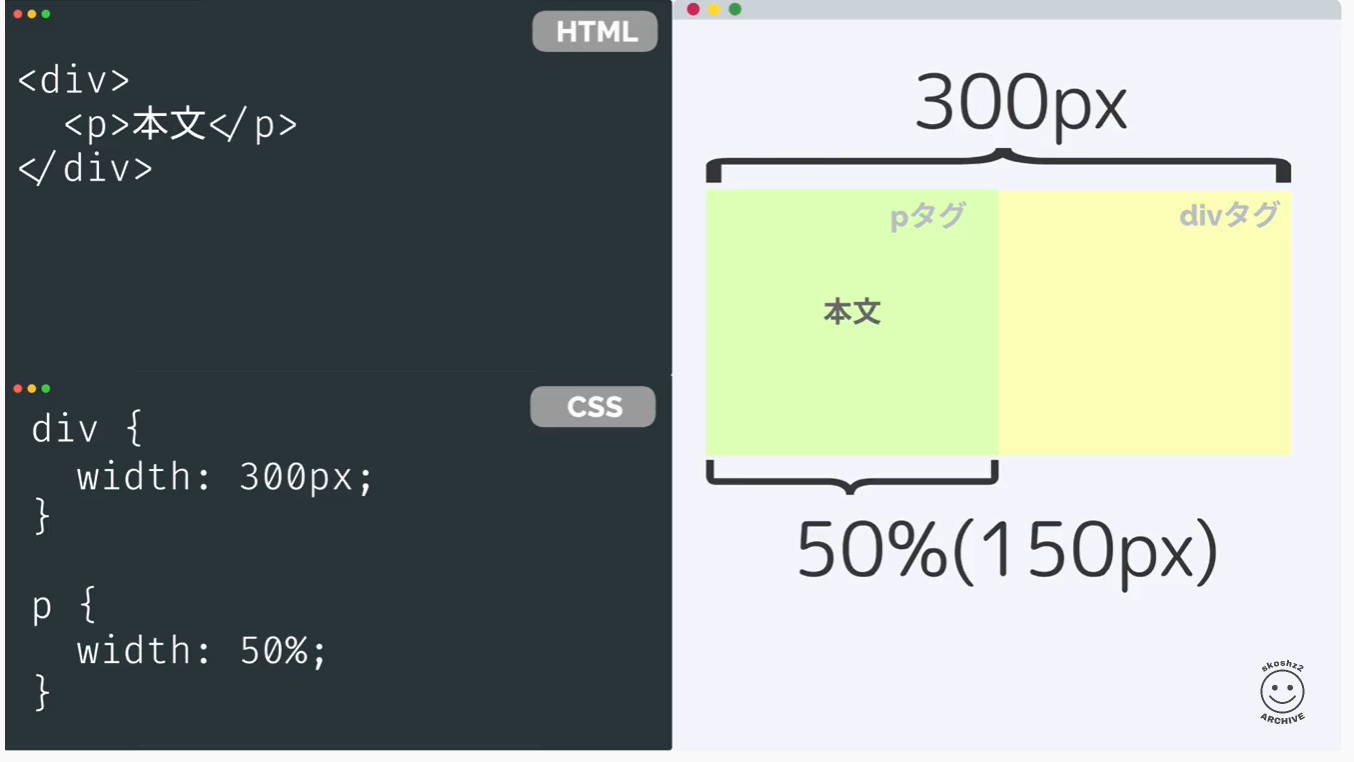 HTML
<div>
<p>本文</p>
</div>
CSS
div {
width: 300px;
}
p {
width: 50%;
}
300px
pタグ
divタグ
本文
50%(150px)
skoshz2
ARCHIVE